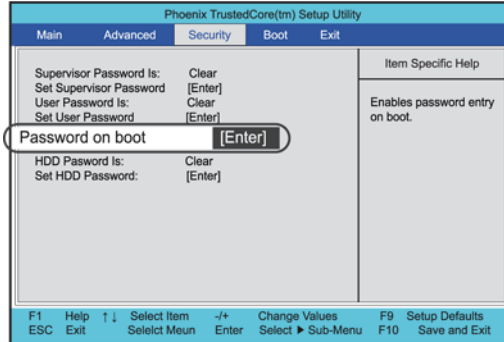 Phoenix TrustedCore(tm) Setup Utility
Main Advanced Security Boot Exit
Item Specific Help
Supervisor Password Is: Clear
Set Supervisor Password [Enter]
User Password Is: Clear
Set User Password [Enter]
Password on boot [Enter]
HDD Pasword Is: Clear
Set HDD Password: [Enter]
Enables password entry
on boot.
F1 Help ↑↓ Select Item -/+ Change Values F9 Setup Defaults
ESC Exit Selelct Meun Enter Select ▶ Sub-Menu F10 Save and Exit